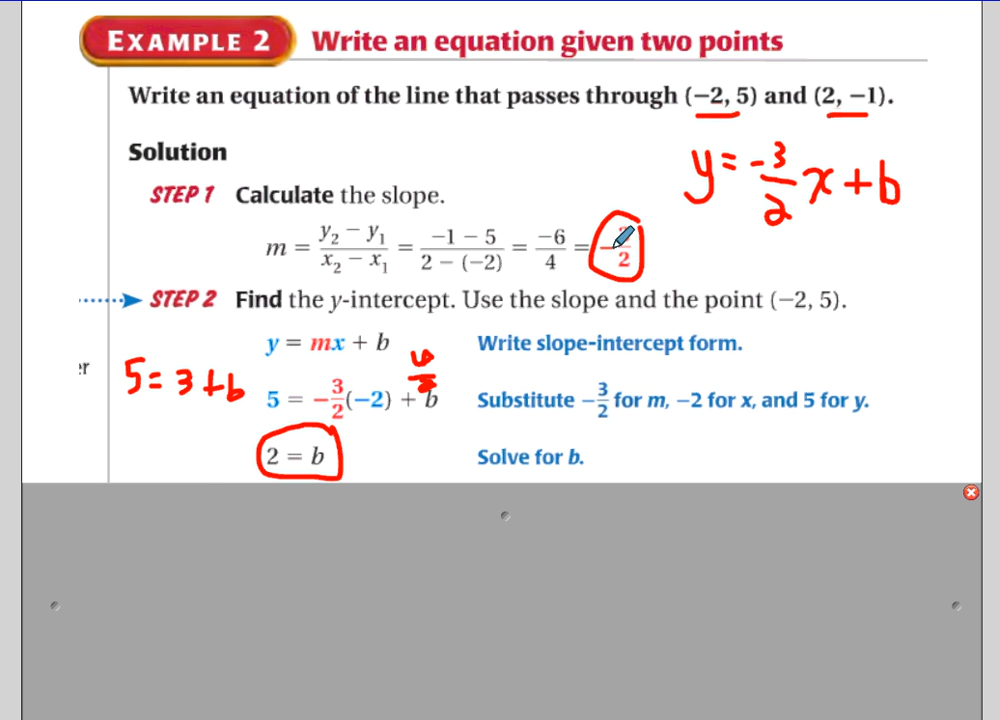 EXAMPLE 2 Write an equation given two points
Write an equation of the line that passes through (−2, 5) and (2, −1).
Solution
y = -3/2 x + b
STEP 1 Calculate the slope.
m = (y₂ − y₁)/(x₂ − x₁) = (−1 − 5)/(2 − (−2)) = −6/4 = − /2
STEP 2 Find the y-intercept. Use the slope and the point (−2, 5).
y = mx + b Write slope-intercept form.
er
5 = 3 + b
5 = −3/2(−2) + b Substitute −3/2 for m, −2 for x, and 5 for y.
2 = b Solve for b.